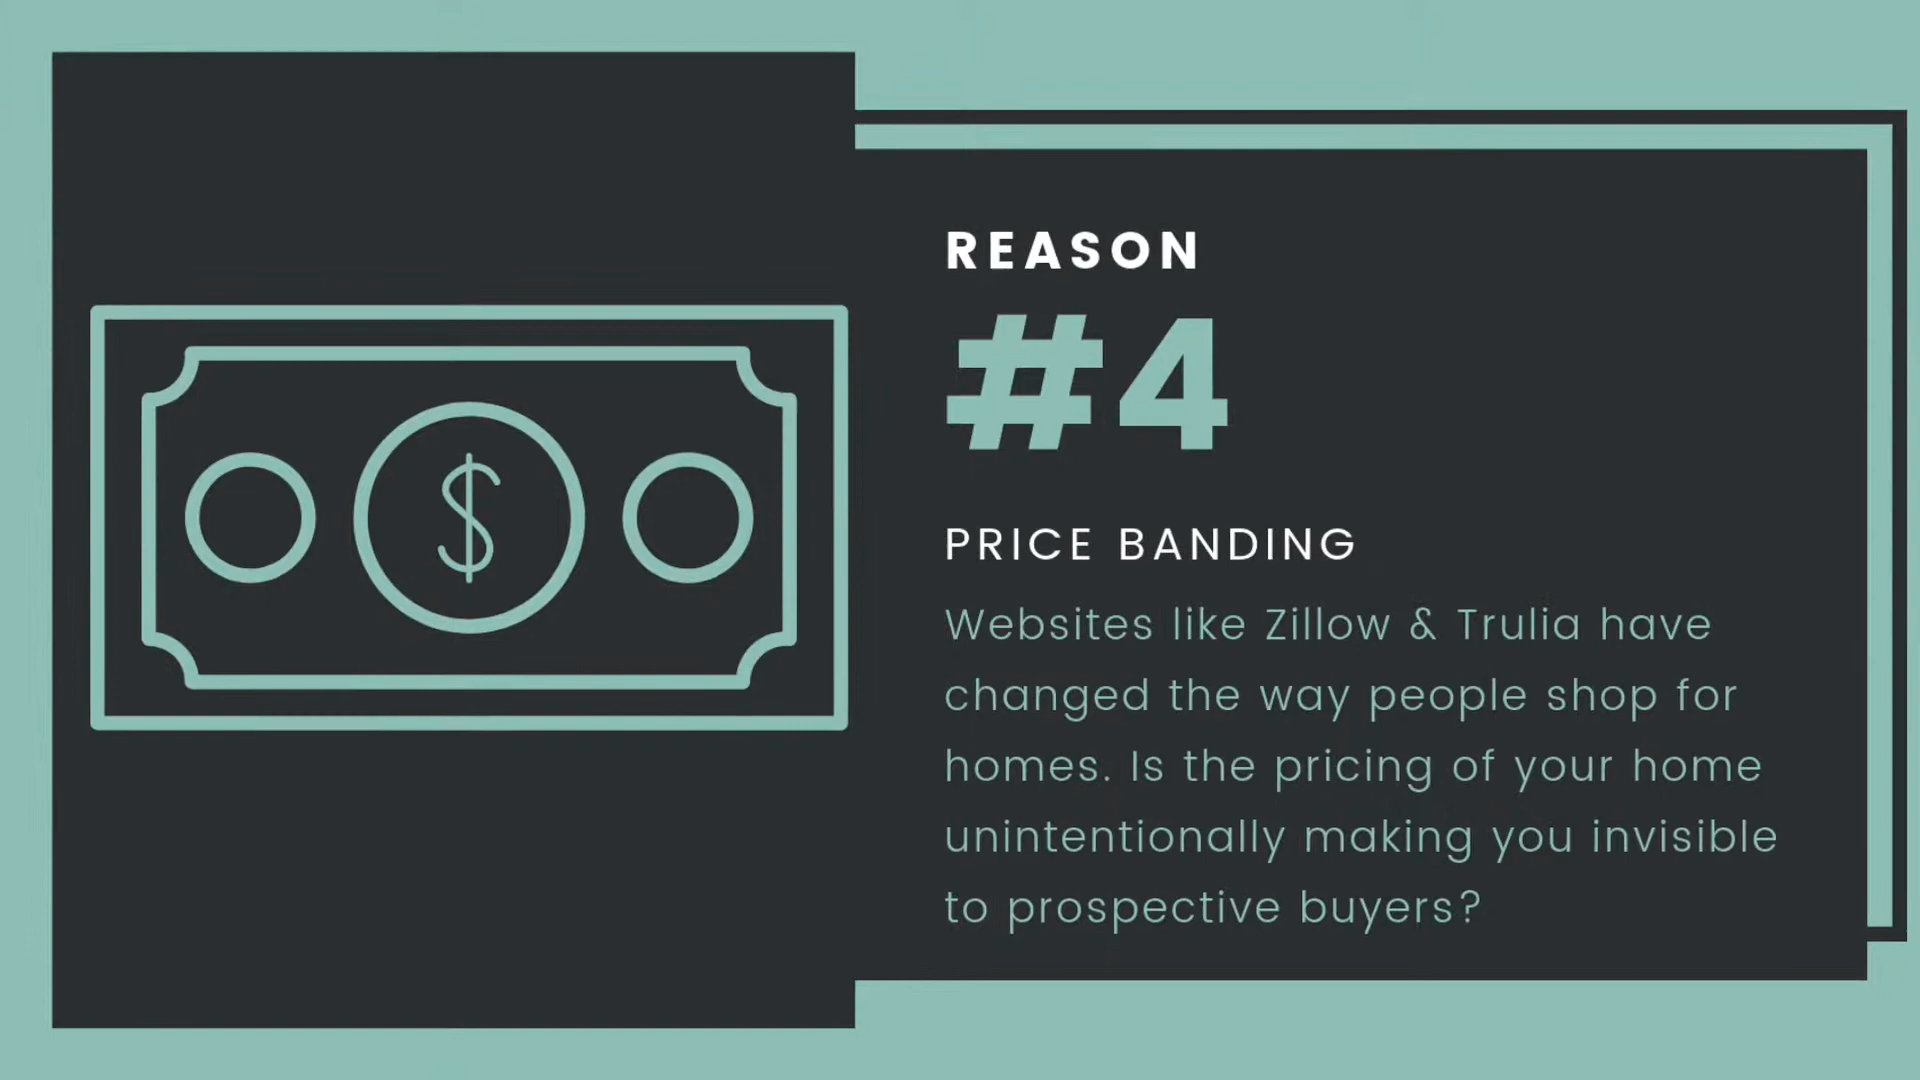 REASON
#4
PRICE BANDING
Websites like Zillow & Trulia have
changed the way people shop for
homes. Is the pricing of your home
unintentionally making you invisible
to prospective buyers?
$